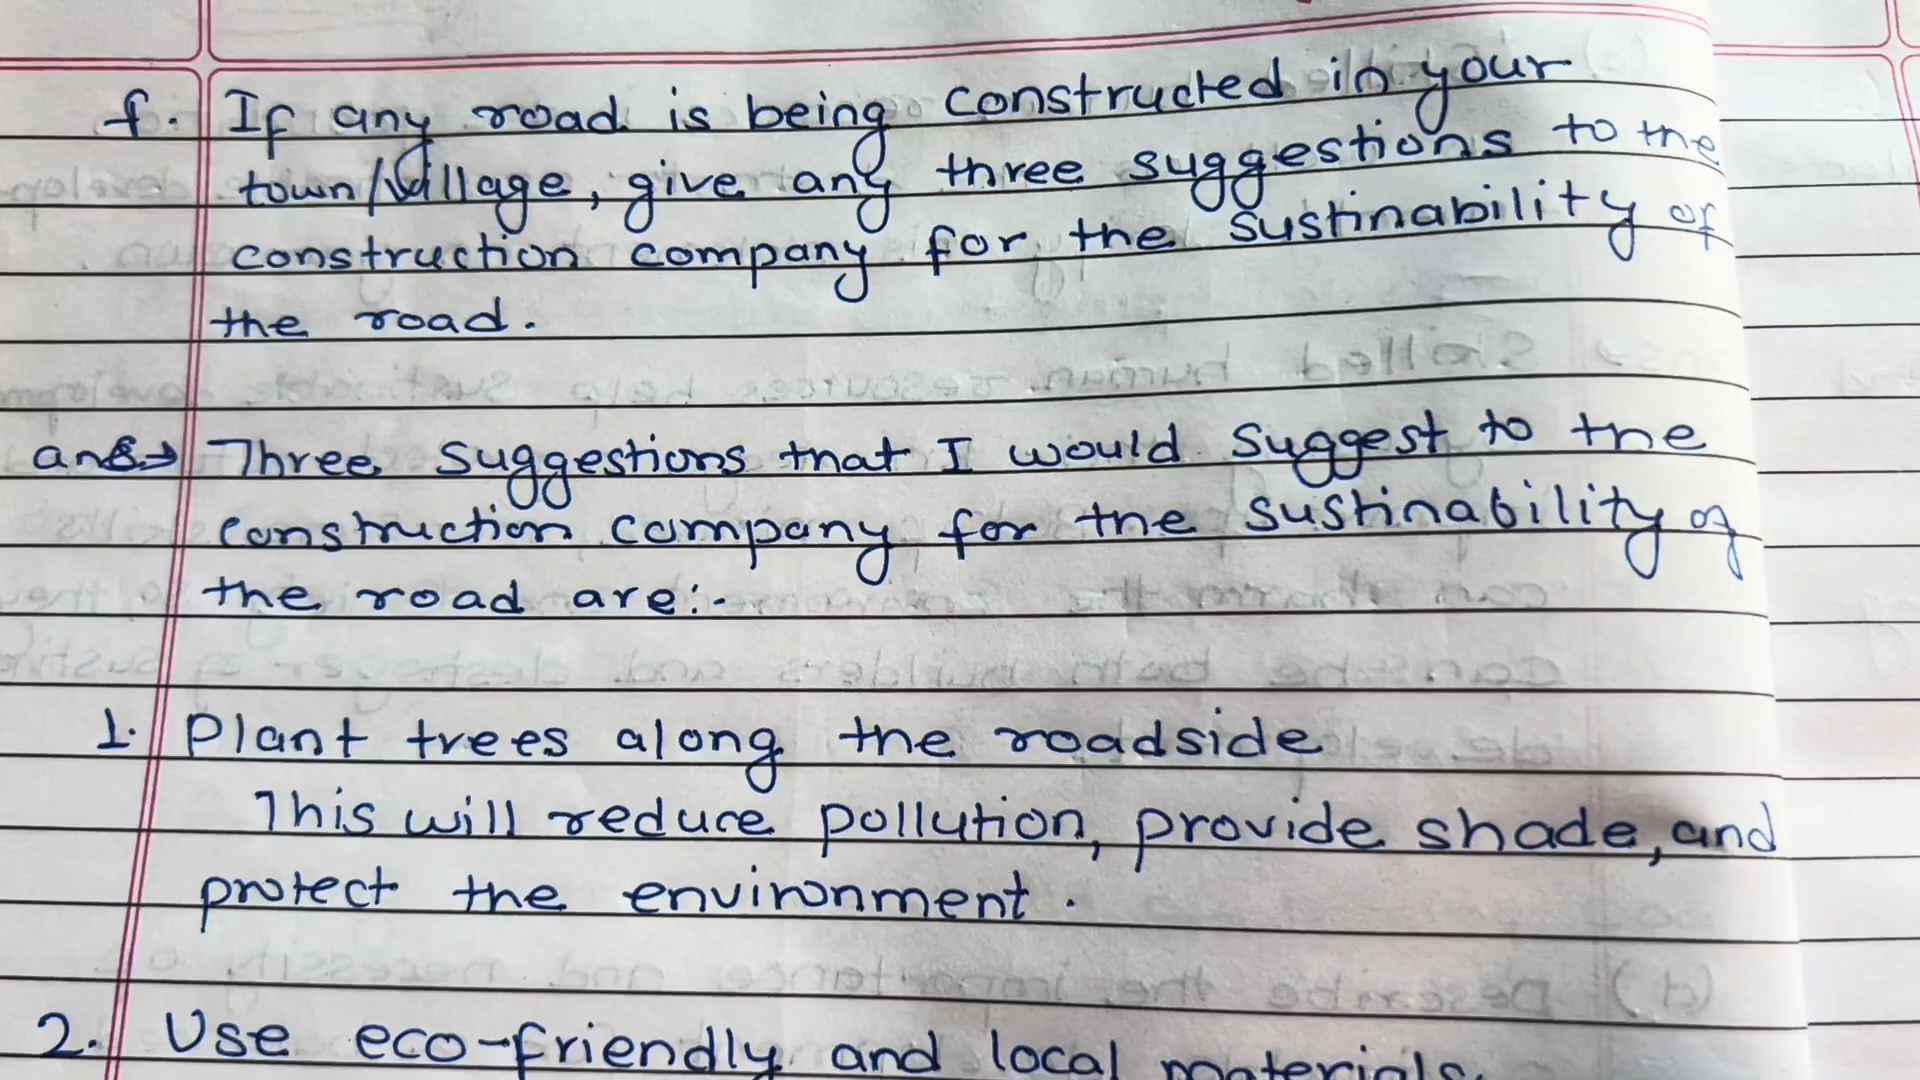 f. If any road is being constructed in your
town/village, give any three suggestions to the
construction company for the sustinability of
the road.
ans→ Three suggestions that I would suggest to the
construction company for the sustinability of
the road are:-
1. Plant trees along the roadside
This will reduce pollution, provide shade, and
protect the environment.
2. Use eco-friendly and local materials.